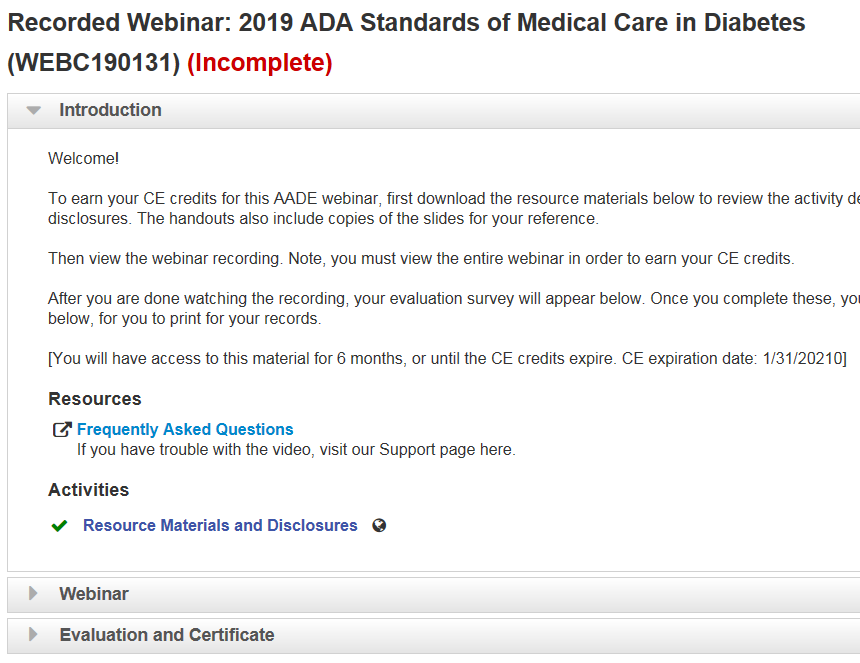 Recorded Webinar: 2019 ADA Standards of Medical Care in Diabetes
(WEBC190131) (Incomplete)
Introduction
Welcome!
To earn your CE credits for this AADE webinar, first download the resource materials below to review the activity
disclosures. The handouts also include copies of the slides for your reference.
Then view the webinar recording. Note, you must view the entire webinar in order to earn your CE credits.
After you are done watching the recording, your evaluation survey will appear below. Once you complete these,
below, for you to print for your records.
[You will have access to this material for 6 months, or until the CE credits expire. CE expiration date: 1/31/20210]
Resources
Frequently Asked Questions
If you have trouble with the video, visit our Support page here.
Activities
Resource Materials and Disclosures
Webinar
Evaluation and Certificate